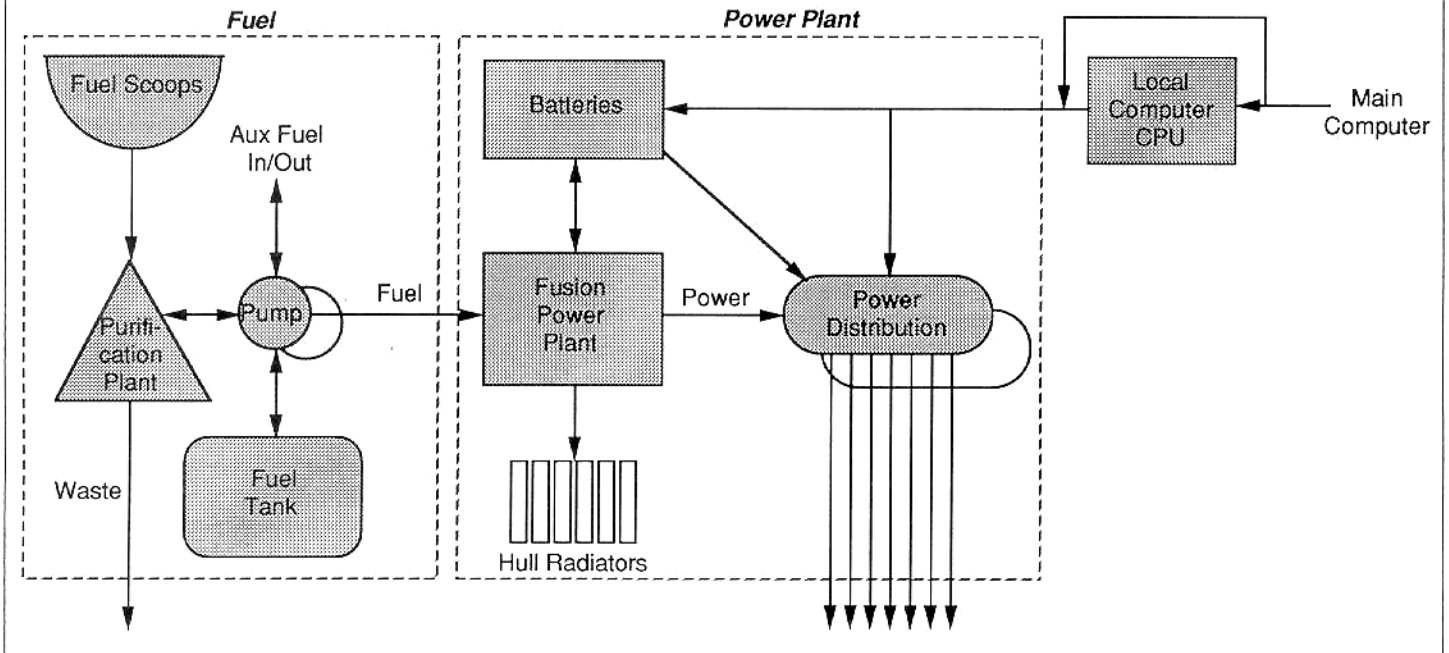 Fuel
Power Plant
Fuel Scoops
Aux Fuel
In/Out
Batteries
Local
Computer
CPU
Main
Computer
Purifi-
cation
Plant
Pump
Fuel
Fusion
Power
Plant
Power
Power
Distribution
Waste
Fuel
Tank
Hull Radiators